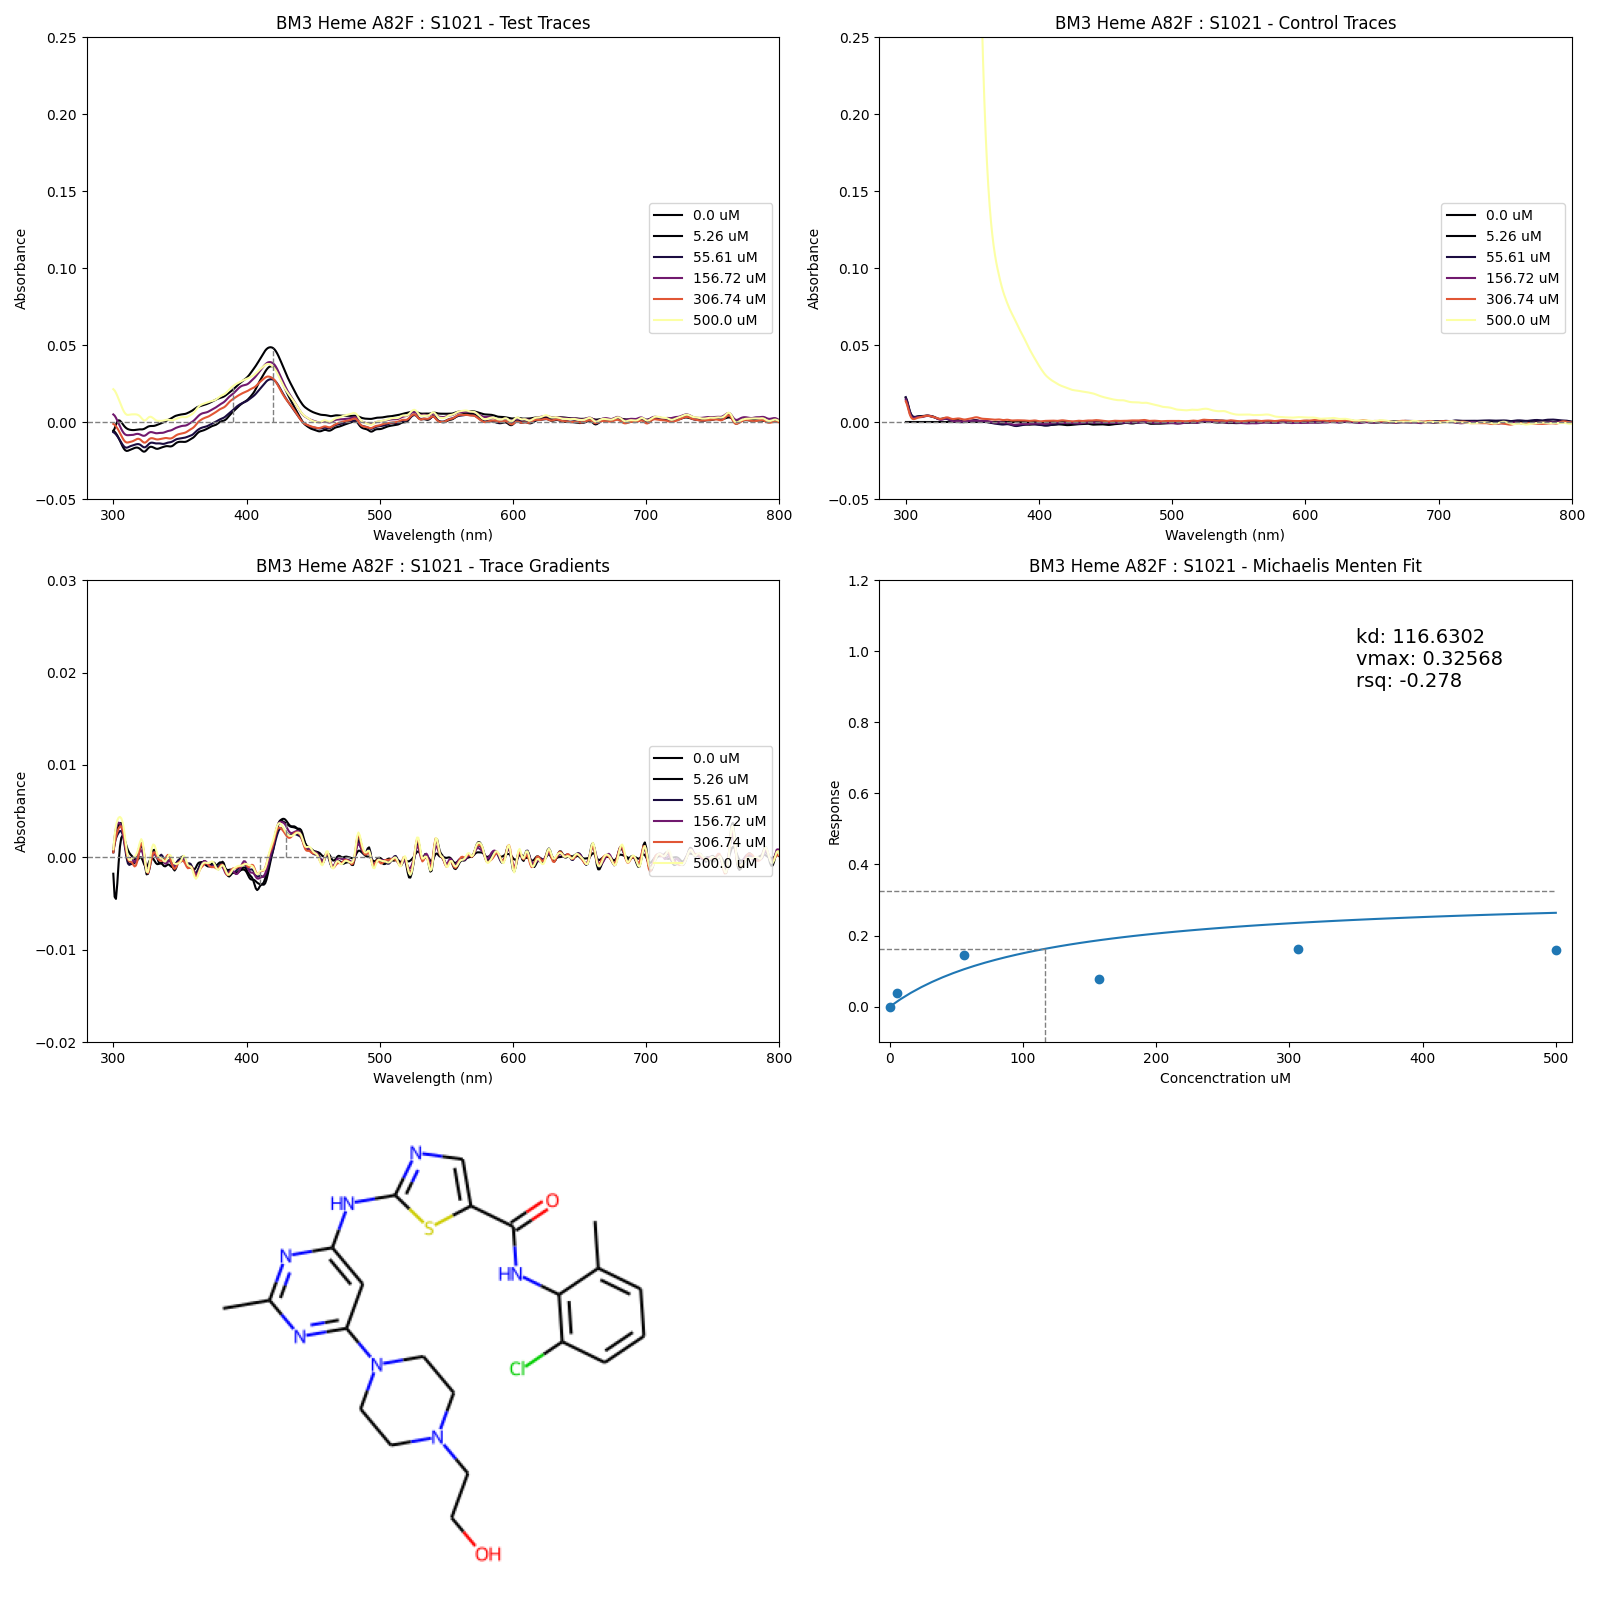 BM3 Heme A82F : S1021 - Test Traces
0.25
0.20
0.15
0.10
0.05
0.00
−0.05
Absorbance
300 400 500 600 700 800
Wavelength (nm)
0.0 uM
5.26 uM
55.61 uM
156.72 uM
306.74 uM
500.0 uM
BM3 Heme A82F : S1021 - Control Traces
0.25
0.20
0.15
0.10
0.05
0.00
−0.05
Absorbance
300 400 500 600 700 800
Wavelength (nm)
0.0 uM
5.26 uM
55.61 uM
156.72 uM
306.74 uM
500.0 uM
BM3 Heme A82F : S1021 - Trace Gradients
0.03
0.02
0.01
0.00
−0.01
−0.02
Absorbance
300 400 500 600 700 800
Wavelength (nm)
0.0 uM
5.26 uM
55.61 uM
156.72 uM
306.74 uM
500.0 uM
BM3 Heme A82F : S1021 - Michaelis Menten Fit
1.2
1.0
0.8
0.6
0.4
0.2
0.0
Response
kd: 116.6302
vmax: 0.32568
rsq: -0.278
0 100 200 300 400 500
Concenctration uM
N
HN
O
S
N
HN
N
Cl
N
N
OH